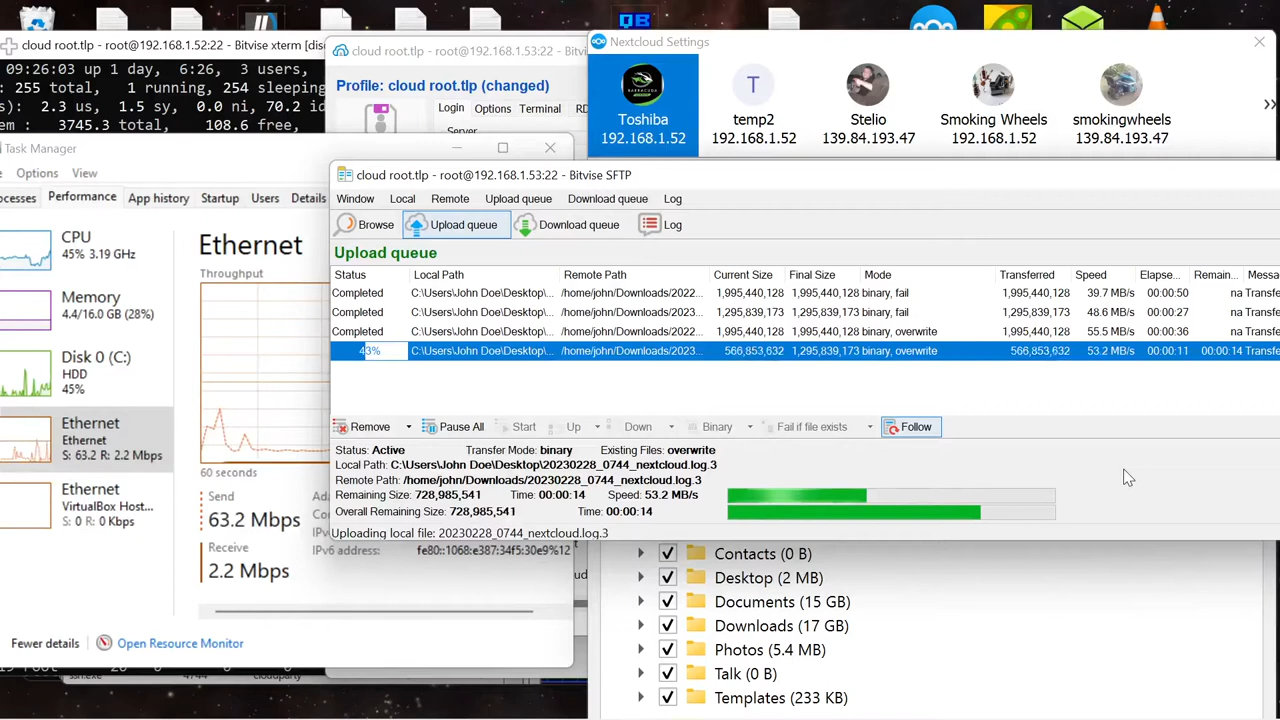 QB
cloud root.tlp - root@192.168.1.52:22 - Bitvise xterm [disc
09:26:03 up 1 day, 6:26, 3 users,
: 255 total, 1 running, 254 sleeping
): 2.3 us, 1.5 sy, 0.0 ni, 70.2 id
em : 3745.3 total, 108.6 free,
cloud root.tlp - root@192.168.1.53:22 - Bitvi
Profile: cloud root.tlp (changed)
Login Options Terminal RD
Server
Nextcloud Settings
T
Toshiba temp2 Stelio Smoking Wheels smokingwheels
192.168.1.52 192.168.1.52 139.84.193.47 192.168.1.52 139.84.193.47
Task Manager
Options View
ocesses Performance App history Startup Users Details
CPU
45% 3.19 GHz
Memory
4.4/16.0 GB (28%)
Disk 0 (C:)
HDD
45%
Ethernet
Ethernet
S: 63.2 R: 2.2 Mbps
Ethernet
VirtualBox Host...
S: 0 R: 0 Kbps
Ethernet
Throughput
60 seconds
Send
63.2 Mbps
Receive
2.2 Mbps
IPv6 address: fe80::1068:e387:34f5:30e9%12
Fewer details Open Resource Monitor
cloud root.tlp - root@192.168.1.53:22 - Bitvise SFTP
Window Local Remote Upload queue Download queue Log
Browse Upload queue Download queue Log
Upload queue
Status Local Path Remote Path Current Size Final Size Mode Transferred Speed Elapse... Remain... Messa
Completed C:\Users\John Doe\Desktop\... /home/john/Downloads/2022... 1,995,440,128 1,995,440,128 binary, fail 1,995,440,128 39.7 MB/s 00:00:50 na Transfe
Completed C:\Users\John Doe\Desktop\... /home/john/Downloads/2023... 1,295,839,173 1,295,839,173 binary, fail 1,295,839,173 48.6 MB/s 00:00:27 na Transfe
Completed C:\Users\John Doe\Desktop\... /home/john/Downloads/2022... 1,995,440,128 1,995,440,128 binary, overwrite 1,995,440,128 55.5 MB/s 00:00:36 na Transfe
43% C:\Users\John Doe\Desktop\... /home/john/Downloads/2023... 566,853,632 1,295,839,173 binary, overwrite 566,853,632 53.2 MB/s 00:00:11 00:00:14 Transfe
Remove Pause All Start Up Down Binary Fail if file exists Follow
Status: Active Transfer Mode: binary Existing Files: overwrite
Local Path: C:\Users\John Doe\Desktop\20230228_0744_nextcloud.log.3
Remote Path: /home/john/Downloads/20230228_0744_nextcloud.log.3
Remaining Size: 728,985,541 Time: 00:00:14 Speed: 53.2 MB/s
Overall Remaining Size: 728,985,541 Time: 00:00:14
Uploading local file: 20230228_0744_nextcloud.log.3
Contacts (0 B)
Desktop (2 MB)
Documents (15 GB)
Downloads (17 GB)
Photos (5.4 MB)
Talk (0 B)
Templates (233 KB)